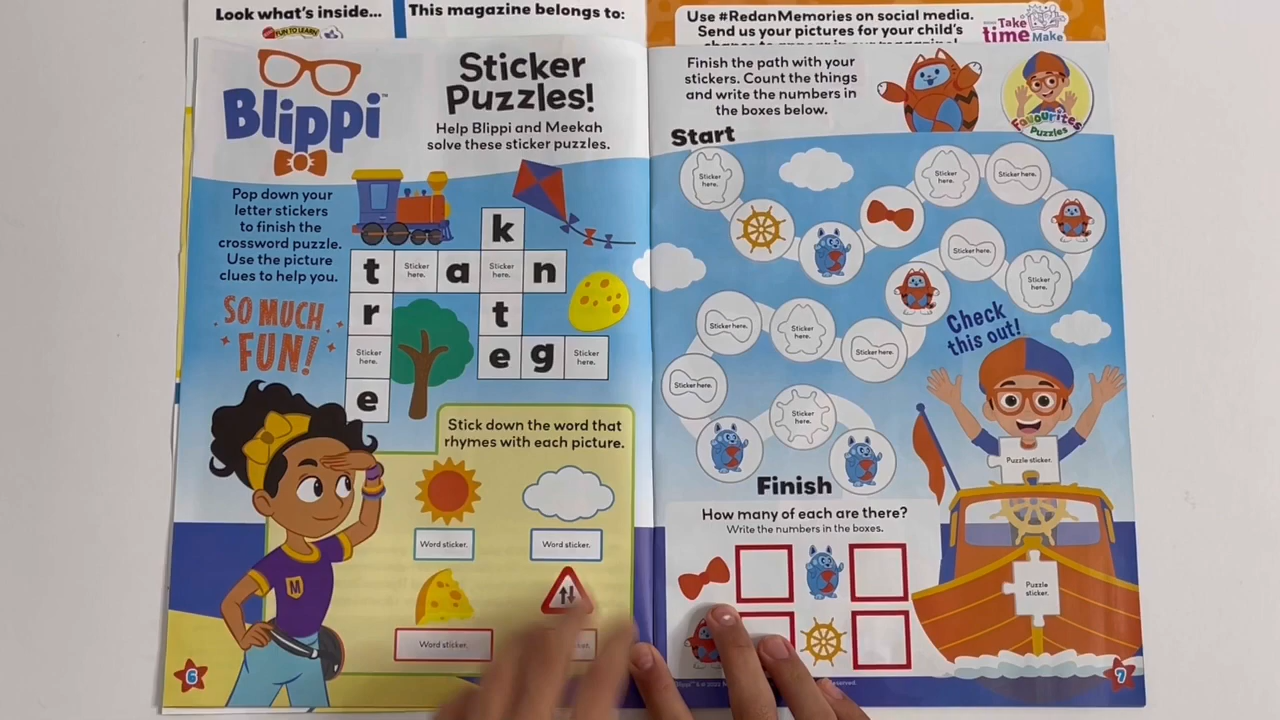 Look what's inside...
FUN TO LEARN
This magazine belongs to:
Use #RedanMemories on social media.
Send us your pictures for your child's
Take
time
Make
Blippi™
Sticker
Puzzles!
Help Blippi and Meekah
solve these sticker puzzles.
Pop down your
letter stickers
to finish the
crossword puzzle.
Use the picture
clues to help you.
SO MUCH
FUN!
k
t
Sticker
here.
a
Sticker
here.
n
r
t
Sticker
here.
e
g
Sticker
here.
e
Stick down the word that
rhymes with each picture.
Word sticker.
Word sticker.
Word sticker.
M
6
Finish the path with your
stickers. Count the things
and write the numbers in
the boxes below.
Favourites
Puzzles
Start
Sticker
here.
Sticker
here.
Sticker here.
Sticker here.
Sticker
here.
Sticker here.
Sticker
here.
Sticker here.
Sticker here.
Sticker
here.
Check
this out!
Puzzle sticker.
Puzzle
sticker.
Finish
How many of each are there?
Write the numbers in the boxes.
7